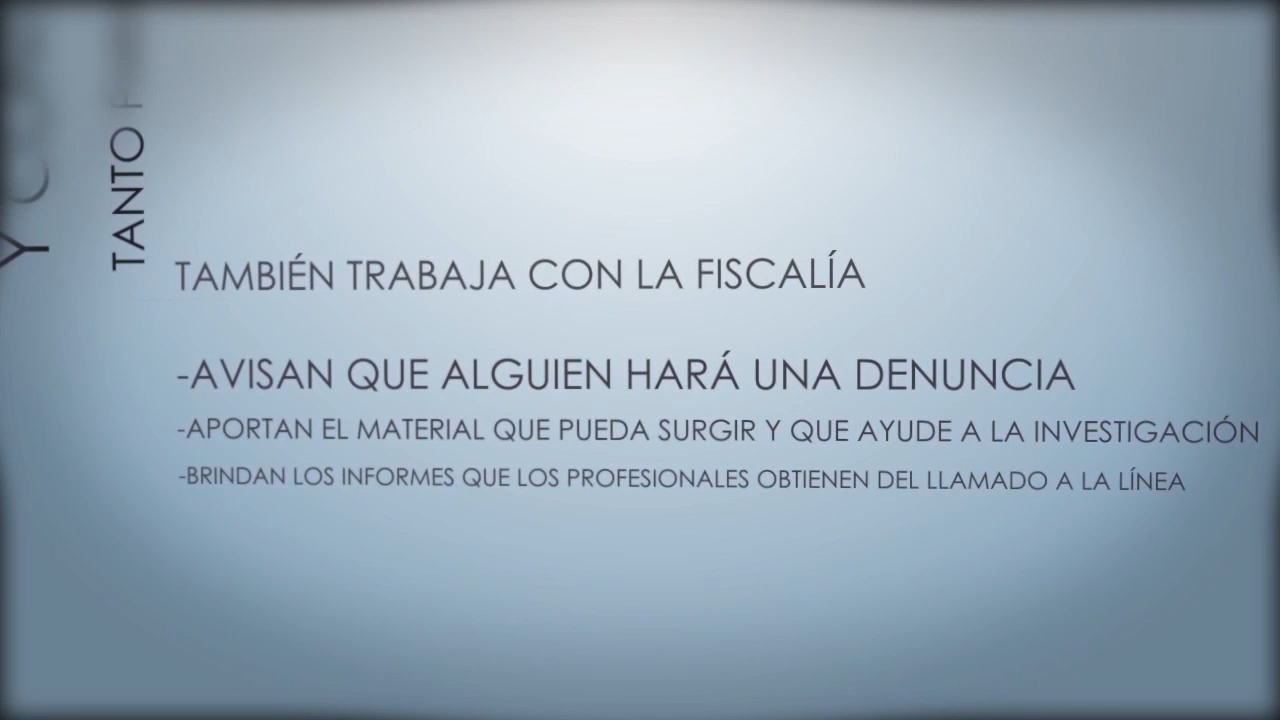 Y
TANTO
TAMBIÉN TRABAJA CON LA FISCALÍA
-AVISAN QUE ALGUIEN HARÁ UNA DENUNCIA
-APORTAN EL MATERIAL QUE PUEDA SURGIR Y QUE AYUDE A LA INVESTIGACIÓN
-BRINDAN LOS INFORMES QUE LOS PROFESIONALES OBTIENEN DEL LLAMADO A LA LÍNEA